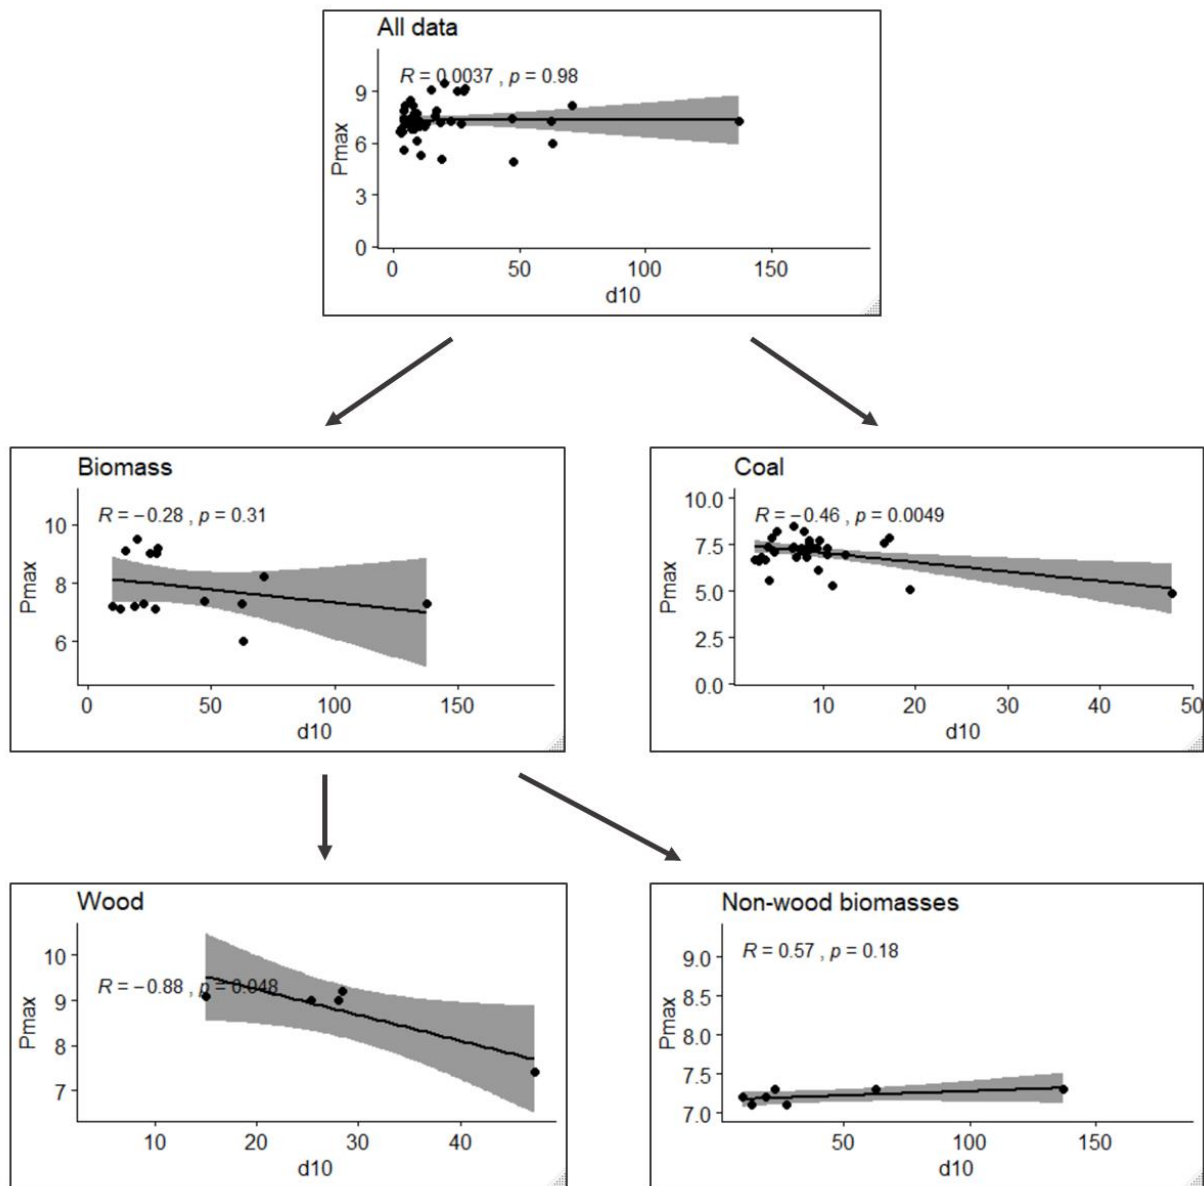 All data
R = 0.0037 , p = 0.98
9
6
3
0
Pmax
0 50 100 150
d10
Biomass
R = −0.28 , p = 0.31
10
8
6
Pmax
0 50 100 150
d10
Coal
R = −0.46 , p = 0.0049
10.0
7.5
5.0
2.5
0.0
Pmax
10 20 30 40 50
d10
Wood
R = −0.88 , p = 0.048
10
9
8
7
Pmax
10 20 30 40
d10
Non-wood biomasses
R = 0.57 , p = 0.18
9.0
8.5
8.0
7.5
7.0
Pmax
50 100 150
d10